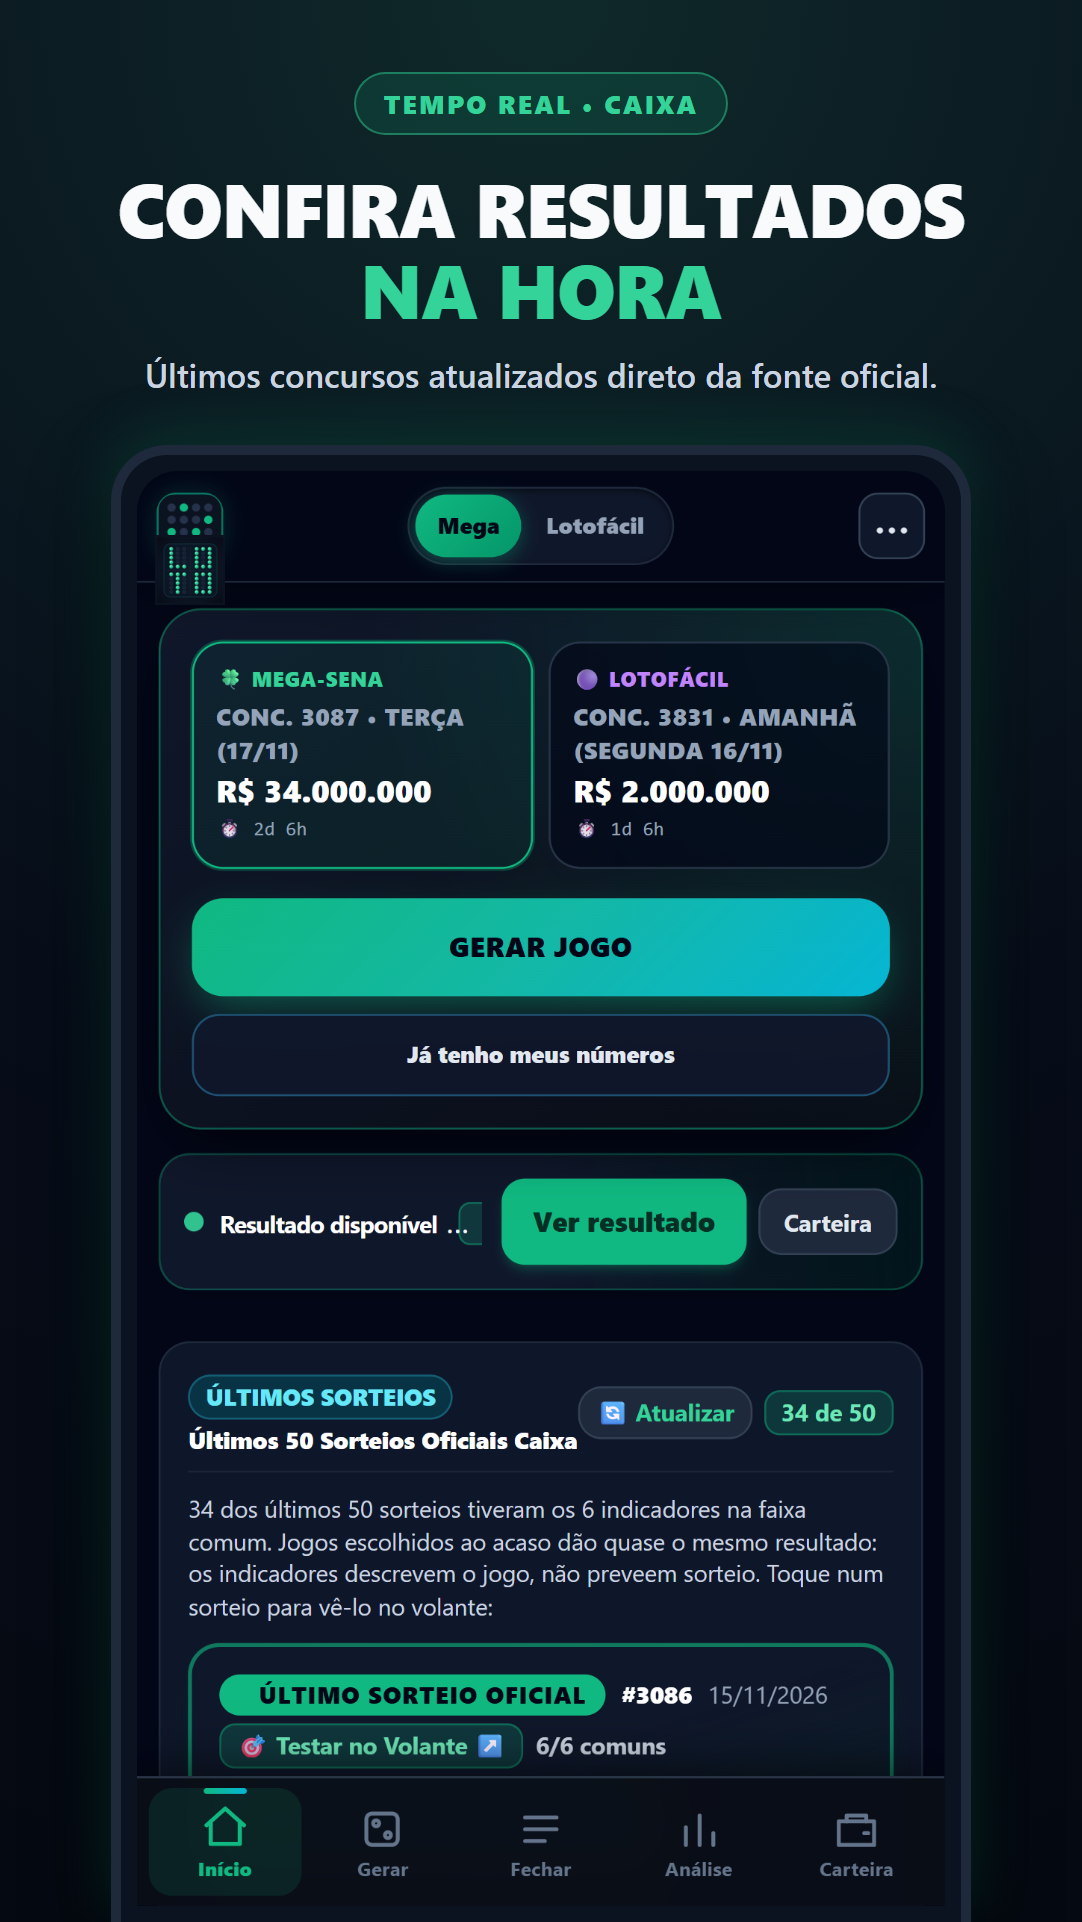 TEMPO REAL • CAIXA
CONFIRA RESULTADOS
NA HORA
Últimos concursos atualizados direto da fonte oficial.
Mega
Lotofácil
MEGA-SENA
CONC. 3087 • TERÇA
(17/11)
R$ 34.000.000
2d 6h
LOTOFÁCIL
CONC. 3831 • AMANHÃ
(SEGUNDA 16/11)
R$ 2.000.000
1d 6h
GERAR JOGO
Já tenho meus números
Resultado disponível ...
Ver resultado
Carteira
ÚLTIMOS SORTEIOS
Últimos 50 Sorteios Oficiais Caixa
Atualizar
34 de 50
34 dos últimos 50 sorteios tiveram os 6 indicadores na faixa
comum. Jogos escolhidos ao acaso dão quase o mesmo resultado:
os indicadores descrevem o jogo, não preveem sorteio. Toque num
sorteio para vê-lo no volante:
ÚLTIMO SORTEIO OFICIAL #3086 15/11/2026
Testar no Volante 6/6 comuns
Início
Gerar
Fechar
Análise
Carteira